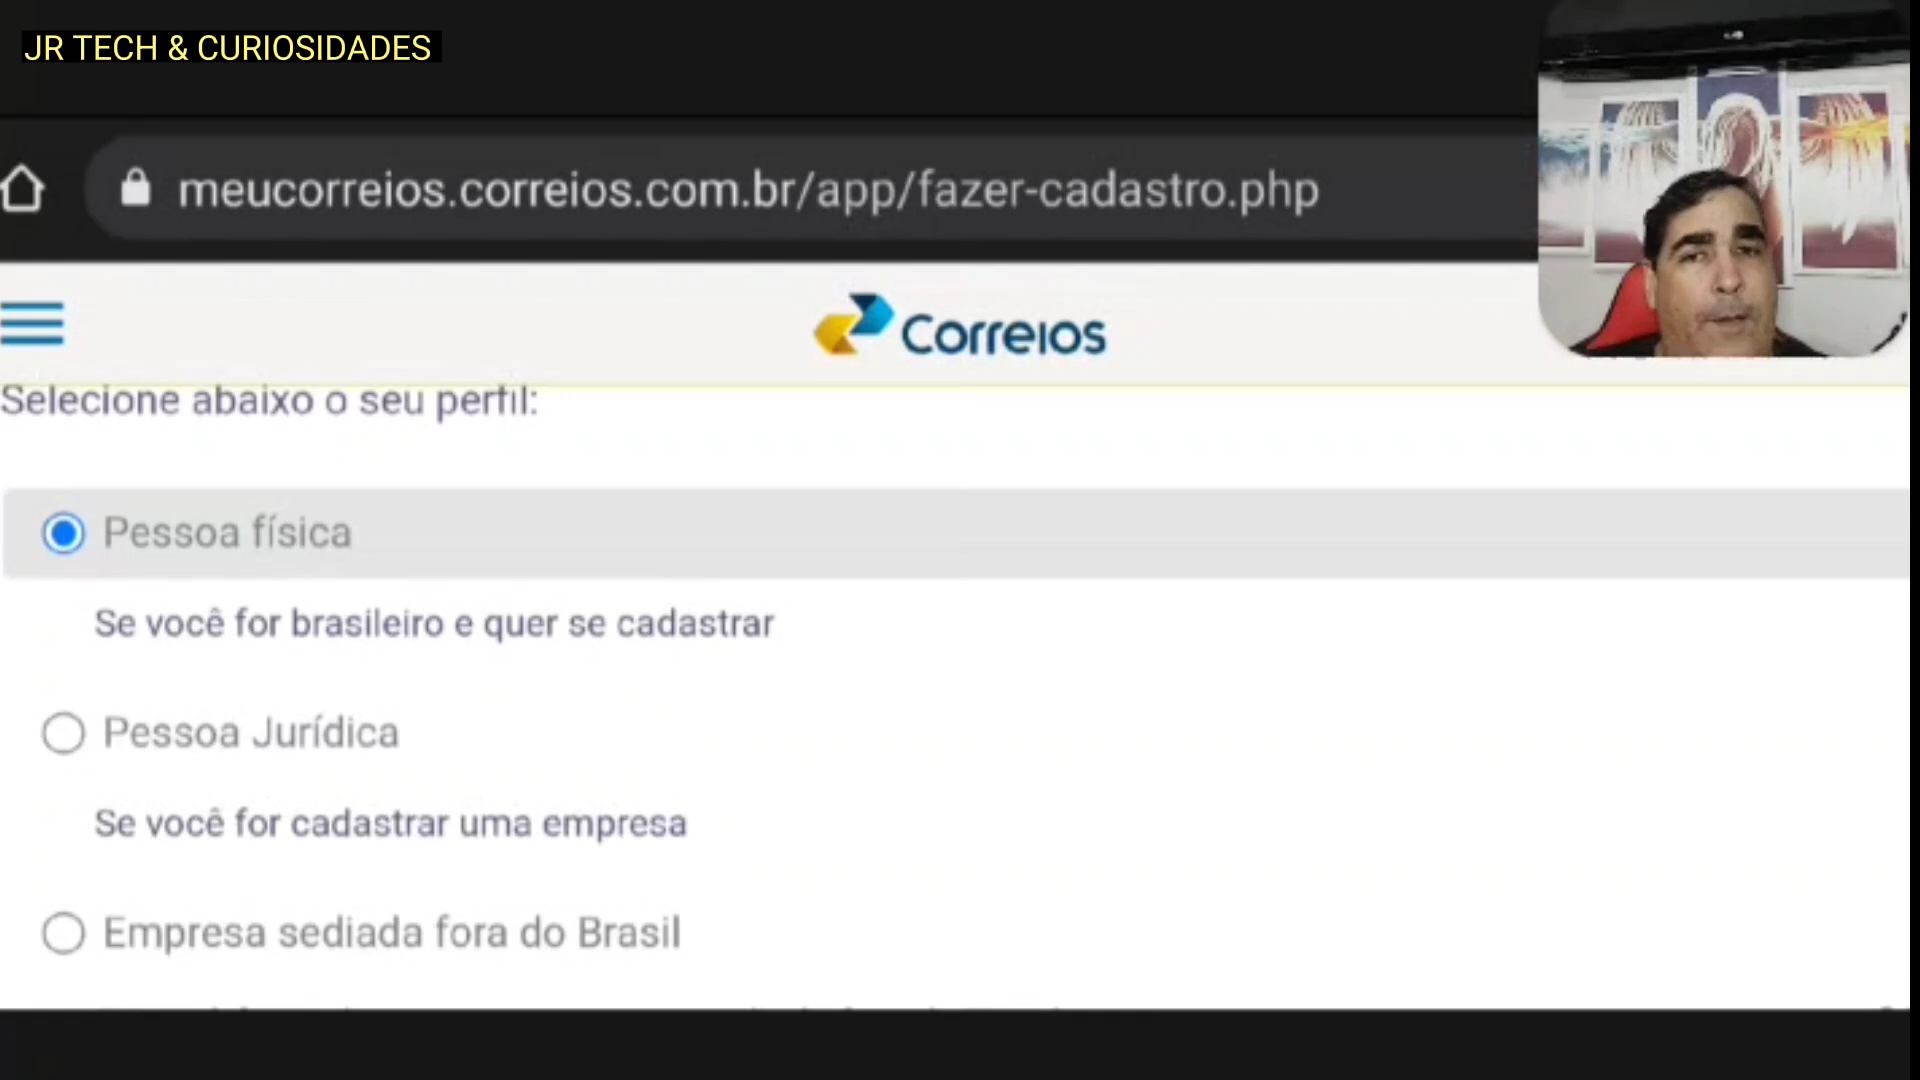 JR TECH & CURIOSIDADES
meucorreios.correios.com.br/app/fazer-cadastro.php
Correios
Selecione abaixo o seu perfil:
Pessoa física
Se você for brasileiro e quer se cadastrar
Pessoa Jurídica
Se você for cadastrar uma empresa
Empresa sediada fora do Brasil